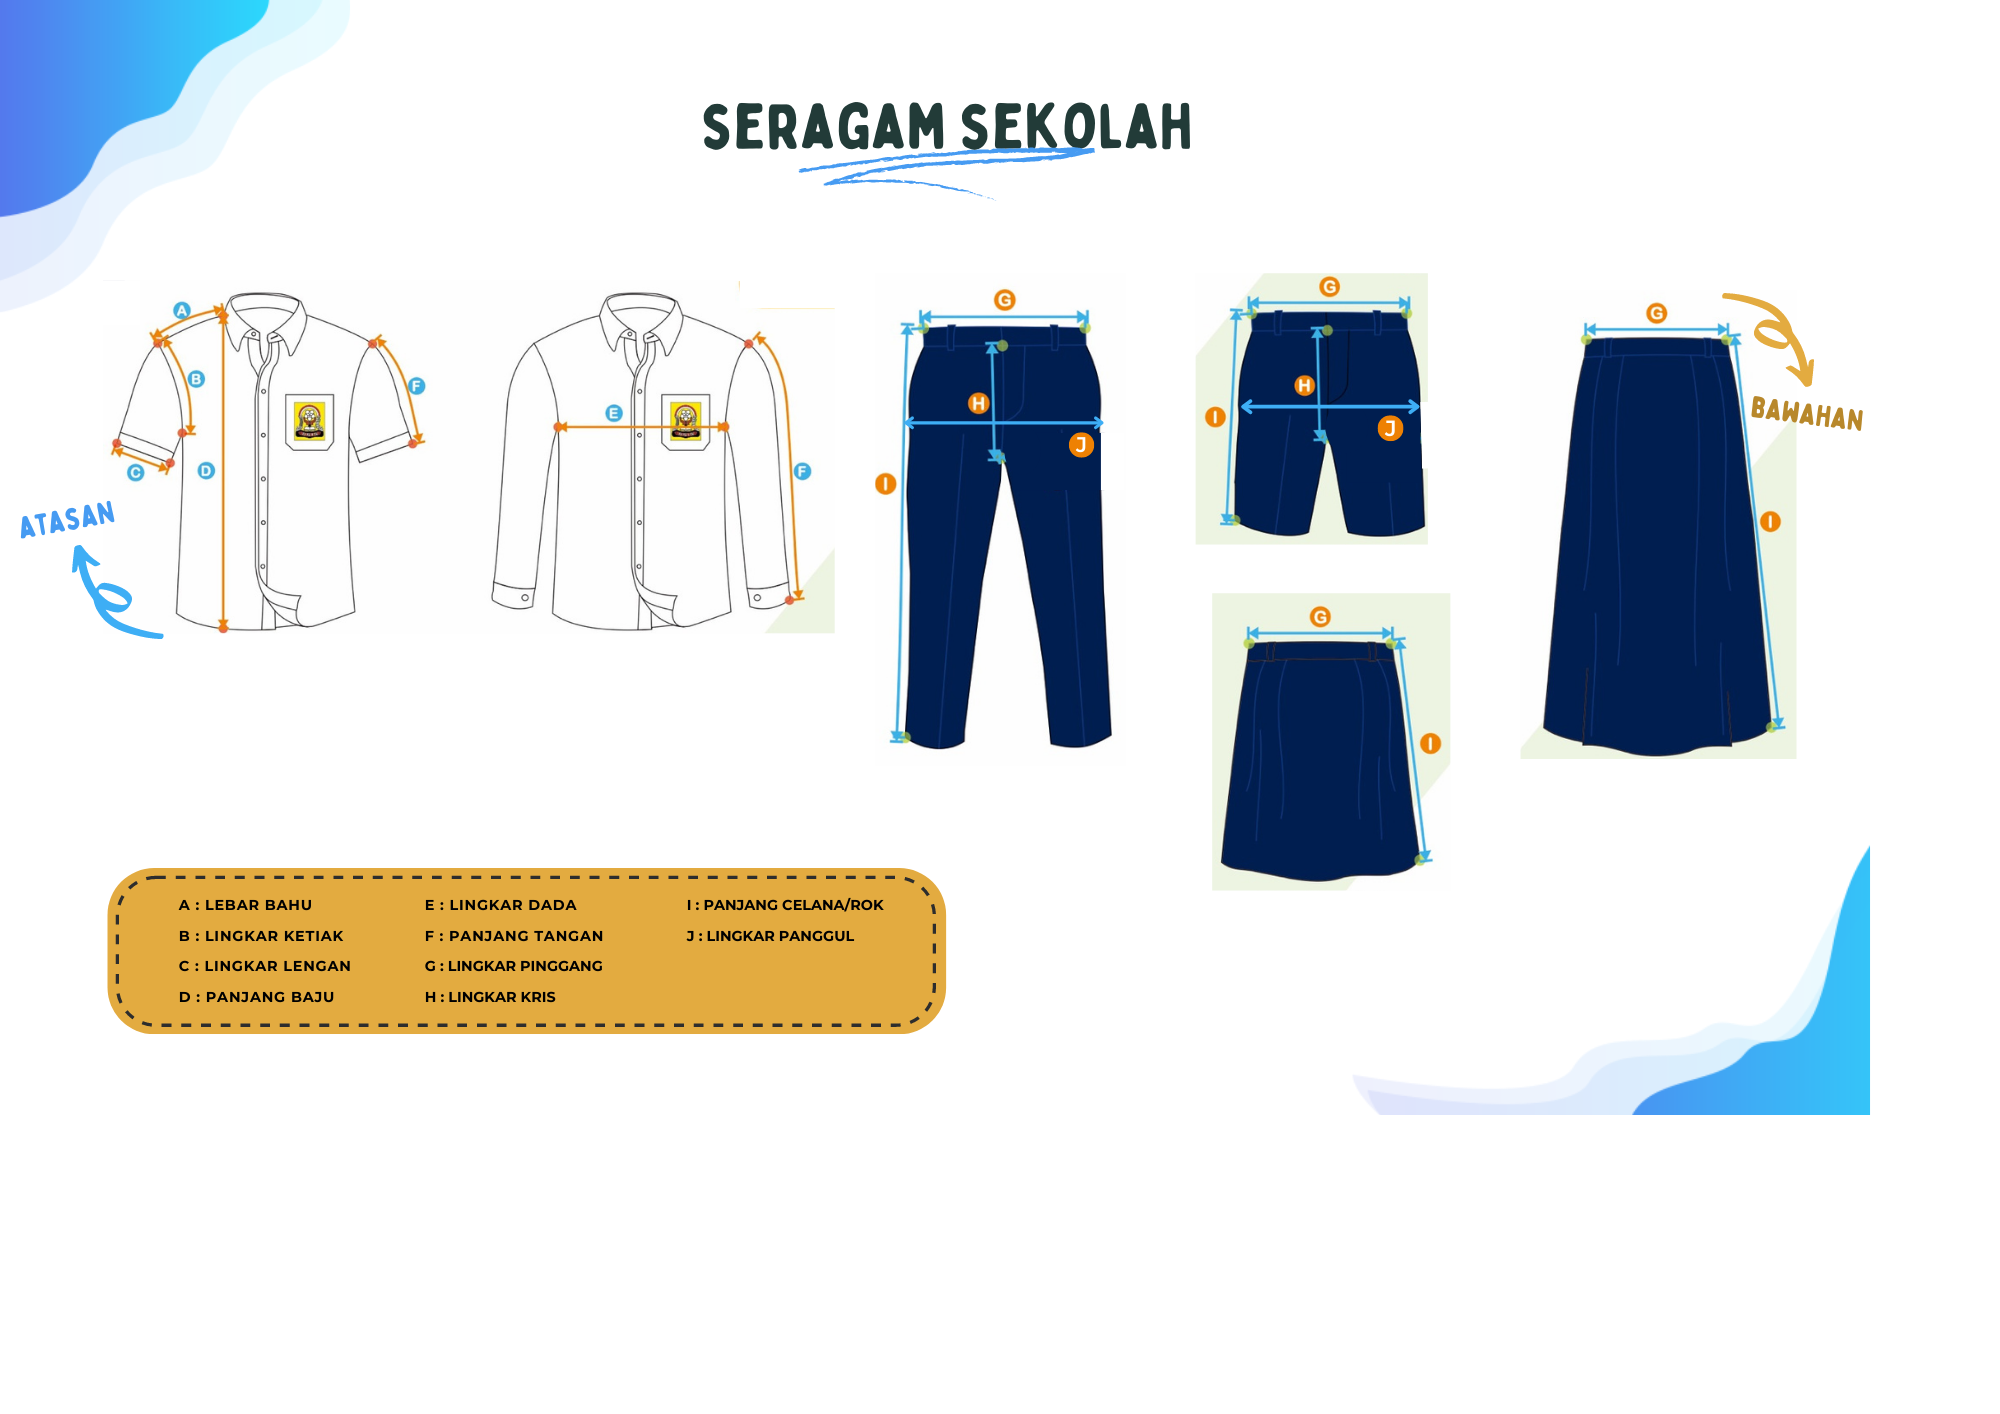 SERAGAM SEKOLAH
A
B
C
D
F
E
F
G
H
I
J
G
H
I
J
G
I
G
I
ATASAN
BAWAHAN
A : LEBAR BAHU
B : LINGKAR KETIAK
C : LINGKAR LENGAN
D : PANJANG BAJU
E : LINGKAR DADA
F : PANJANG TANGAN
G : LINGKAR PINGGANG
H : LINGKAR KRIS
I : PANJANG CELANA/ROK
J : LINGKAR PANGGUL